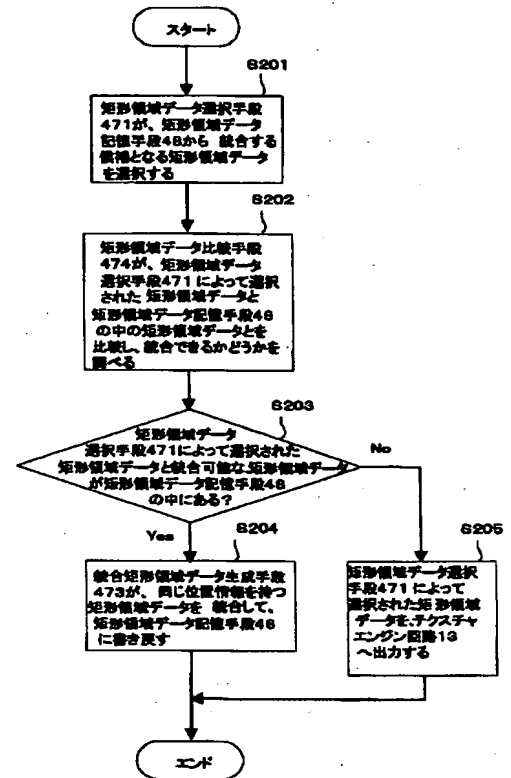 スタート
S201
矩形領域データ選択手段
471が、矩形領域データ
記憶手段48から 統合する
候補となる矩形領域データ
を選択する
S202
矩形領域データ比較手段
474が、矩形領域データ
選択手段471によって選択
された 矩形領域データと
矩形領域データ記憶手段48
の中の矩形領域データとを
比較し、統合できるかどうかを
調べる
S203
矩形領域データ
選択手段471によって選択された
矩形領域データと統合可能な、矩形領域データ
が矩形領域データ記憶手段48
の中にある?
No
Yes
S204
統合矩形領域データ生成手段
473が、同じ位置情報を持つ
矩形領域データを 統合して、
矩形領域データ記憶手段48
に書き戻す
S205
矩形領域データ選択
手段471によって
選択された矩形領域
データを、テクスチャ
エンジン回路13
へ出力する
エンド